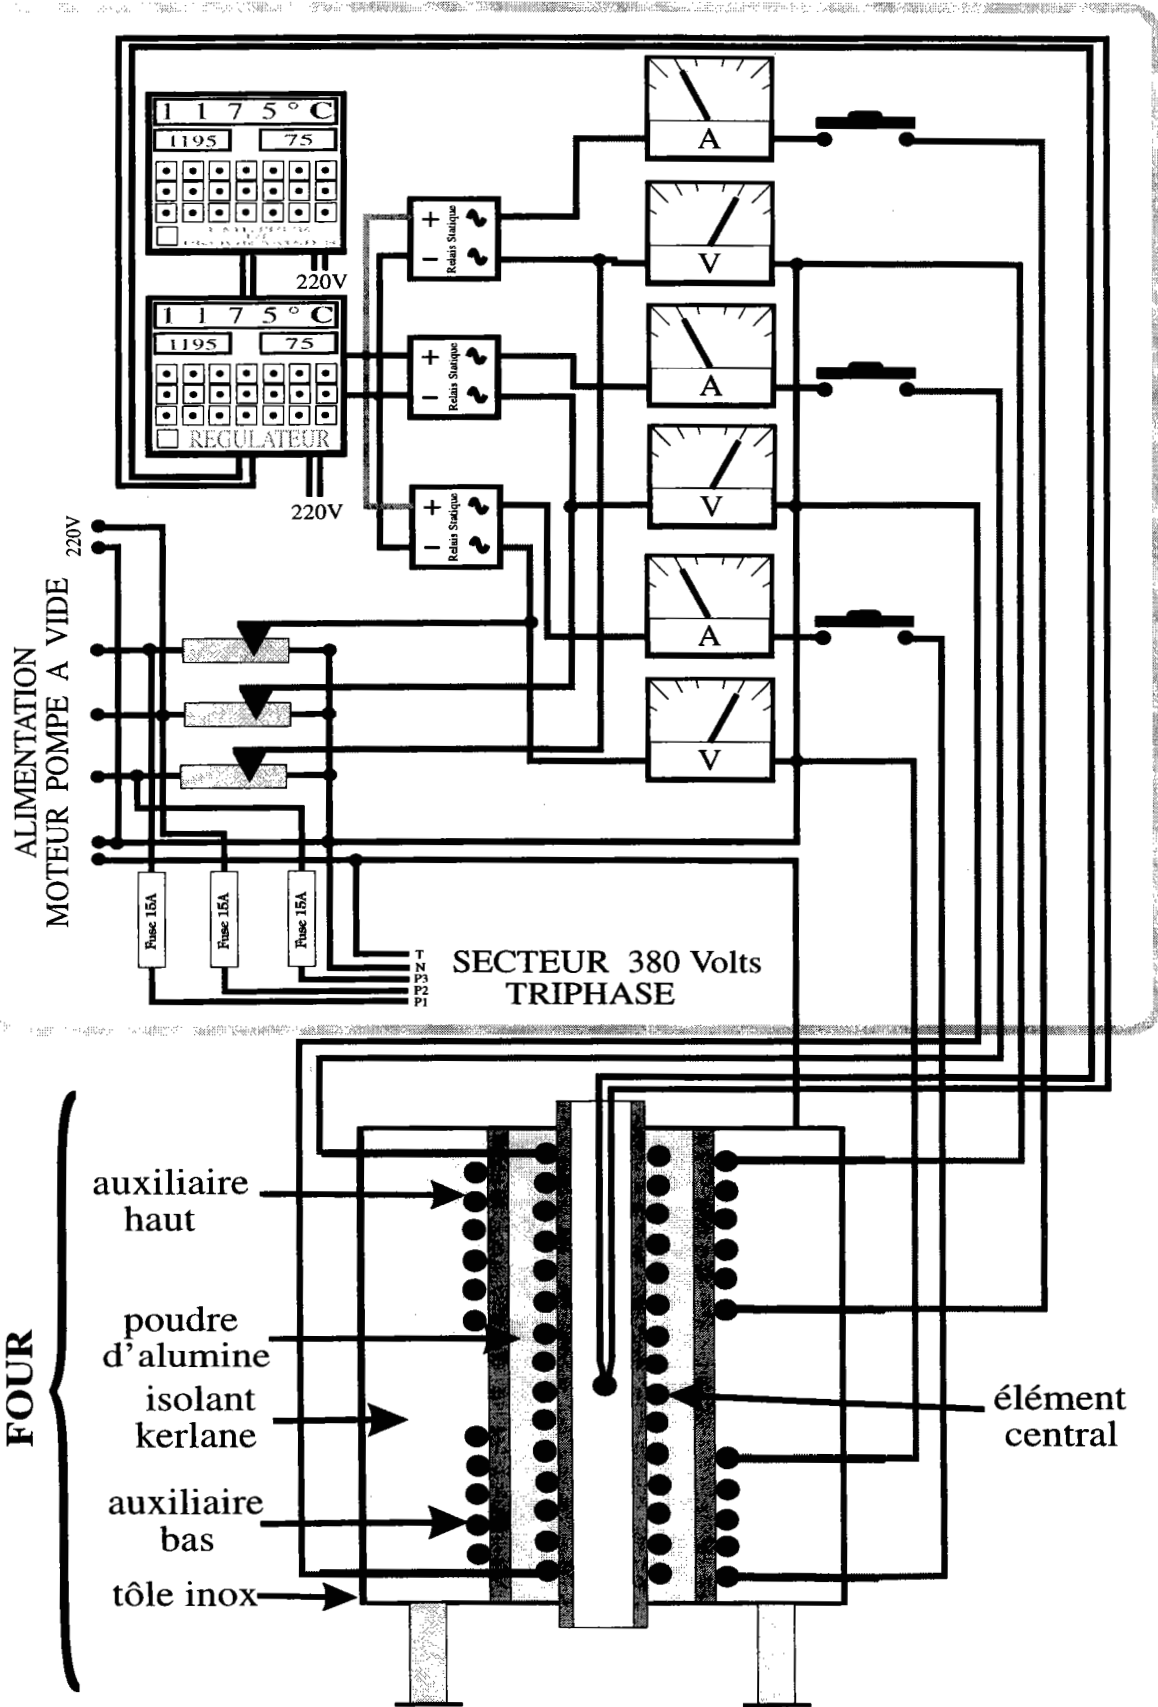 1 1 7 5 ° C
1195 75
220V
1 1 7 5 ° C
1195 75
REGULATEUR
220V
+
−
Relais Statique
+
−
Relais Statique
+
−
Relais Statique
A
V
A
V
A
V
220V
ALIMENTATION
MOTEUR POMPE A VIDE
Fuse 15A
Fuse 15A
Fuse 15A
T
N
P3
P2
P1
SECTEUR 380 Volts
TRIPHASE
FOUR
auxiliaire
haut
poudre
d'alumine
isolant
kerlane
auxiliaire
bas
tôle inox
élément
central